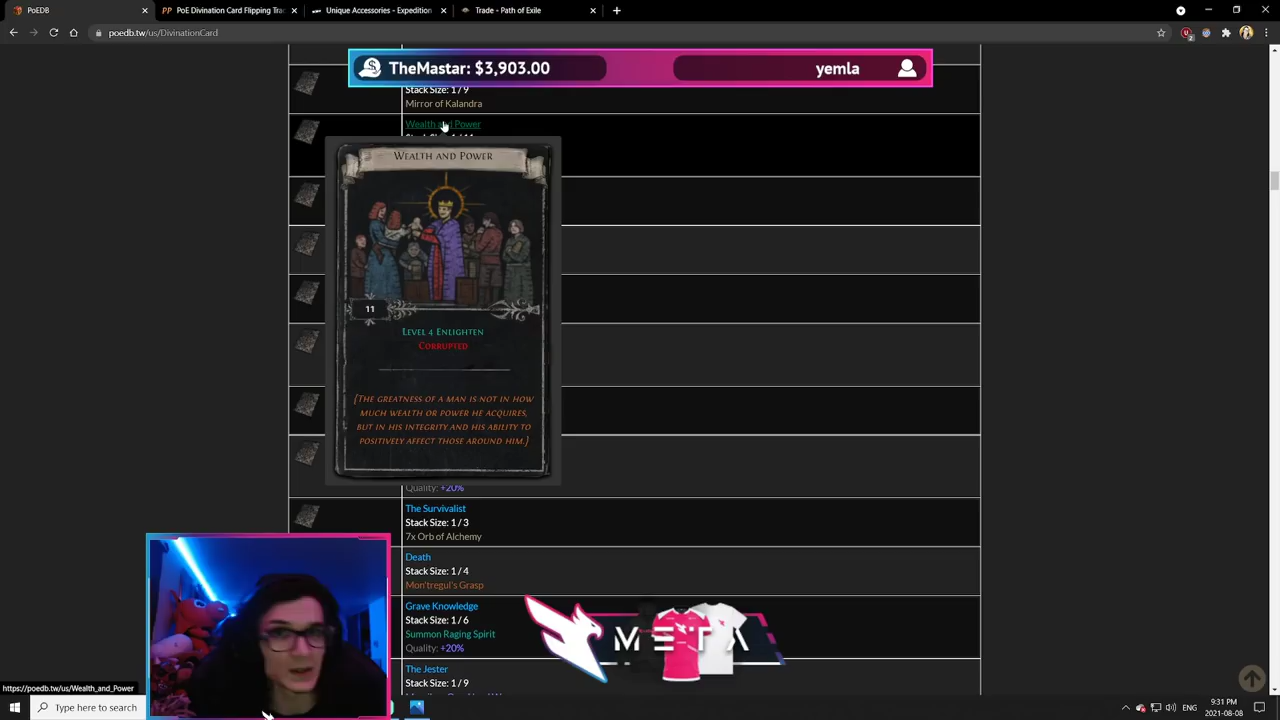 PoEDB
PoE Divination Card Flipping Tra
Unique Accessories - Expedition
Trade - Path of Exile
poedb.tw/us/DivinationCard
TheMastar: $3,903.00
yemla
Stack Size: 1 / 9
Mirror of Kalandra
Wealth and Power
WEALTH AND POWER
11
LEVEL 4 ENLIGHTEN
CORRUPTED
{THE GREATNESS OF A MAN IS NOT IN HOW
MUCH WEALTH OR POWER HE ACQUIRES,
BUT IN HIS INTEGRITY AND HIS ABILITY TO
POSITIVELY AFFECT THOSE AROUND HIM.}
Quality: +20%
The Survivalist
Stack Size: 1 / 3
7x Orb of Alchemy
Death
Stack Size: 1 / 4
Mon'tregul's Grasp
Grave Knowledge
Stack Size: 1 / 6
Summon Raging Spirit
Quality: +20%
The Jester
Stack Size: 1 / 9
META
https://poedb.tw/us/Wealth_and_Power
Type here to search
ENG
9:31 PM
2021-08-08